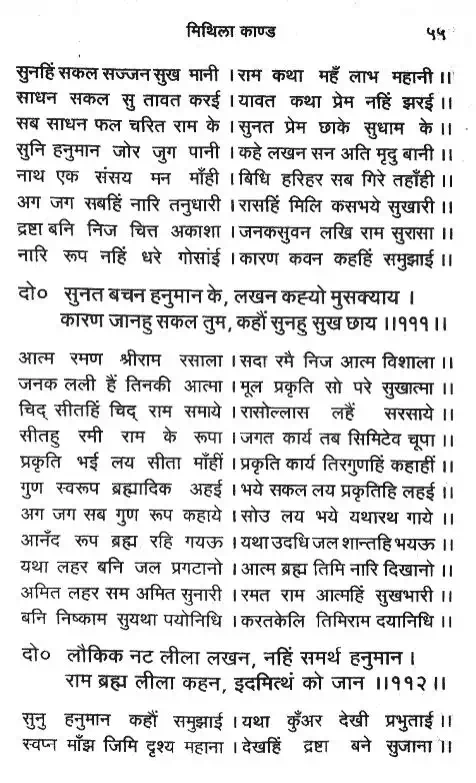 मिथिला काण्ड ५५
सुनहिं सकल सज्जन सुख मानी । राम कथा महँ लाभ महानी ।।
साधन सकल सु तावत करई । यावत कथा प्रेम नहिं झरई ।।
सब साधन फल चरित राम के । सुनत प्रेम छाके सुधाम के ।।
सुनि हनुमान जोर जुग पानी । कहे लखन सन अति मृदु बानी ।।
नाथ एक संसय मन माँही । बिधि हरिहर सब गिरे तहाँही ।।
अग जग सबहिं नारि तनुधारी । रासहिं मिलि कसभये सुखारी ।।
द्रष्टा बनि निज चित्त अकाशा । जनकसुवन लखि राम सुरासा ।।
नारि रूप नहिं धरे गोसांई । कारण कवन कहहिं समुझाई ।।
दो० सुनत बचन हनुमान के, लखन कह्यो मुसक्याय ।
कारण जानहु सकल तुम, कहौं सुनहु सुख छाय ।।१११।।
आत्म रमण श्रीराम रसाला । सदा रमै निज आत्म विशाला ।।
जनक लली हैं तिनकी आत्मा । मूल प्रकृति सो परे सुखात्मा ।।
चिद् सीतहिं चिद् राम समाये । रासोल्लास लहैं सरसाये ।।
सीतहु रमी राम के रूपा । जगत कार्य तब सिमिटेव चूपा ।।
प्रकृति भई लय सीता माँहीं । प्रकृति कार्य तिरगुणहिं कहाहीं ।।
गुण स्वरूप ब्रह्मादिक अहई । भये सकल लय प्रकृतिहि लहई ।।
अग जग सब गुण रूप कहाये । सोउ लय भये यथारथ गाये ।।
आनँद रूप ब्रह्म रहि गयऊ । यथा उदधि जल शान्तहि भयऊ ।।
यथा लहर बनि जल प्रगटानो । आत्म ब्रह्म तिमि नारि दिखानो ।।
अमित लहर सम अमित सुनारी । रमत राम आत्महिं सुखभारी ।।
बनि निष्काम सुयथा पयोनिधि । करतकेलि तिमिराम दयानिधि ।।
दो० लौकिक नट लीला लखन, नहिं समर्थ हनुमान ।
राम ब्रह्म लीला कहन, इदमित्थं को जान ।।११२।।
सुनु हनुमान कहौं समुझाई । यथा कुँअर देखी प्रभुताई ।।
स्वप्न माँझ जिमि दृश्य महाना । देखहिं द्रष्टा बने सुजाना ।।